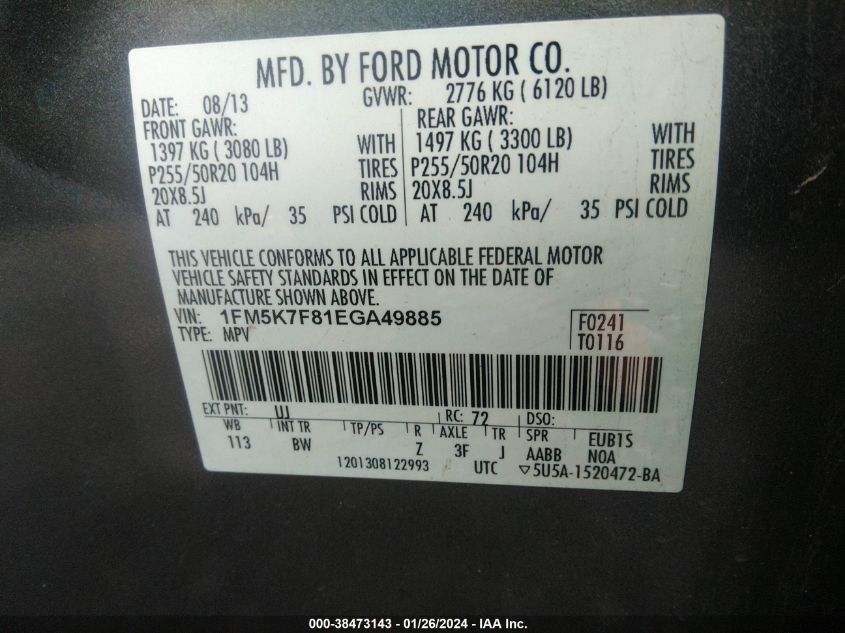 MFD. BY FORD MOTOR CO.
DATE: 08/13 GVWR: 2776 KG ( 6120 LB)
FRONT GAWR: REAR GAWR:
1397 KG ( 3080 LB) WITH 1497 KG ( 3300 LB) WITH
P255/50R20 104H TIRES P255/50R20 104H TIRES
20X8.5J RIMS 20X8.5J RIMS
AT 240 kPa/ 35 PSI COLD AT 240 kPa/ 35 PSI COLD
THIS VEHICLE CONFORMS TO ALL APPLICABLE FEDERAL MOTOR
VEHICLE SAFETY STANDARDS IN EFFECT ON THE DATE OF
MANUFACTURE SHOWN ABOVE.
VIN: 1FM5K7F81EGA49885 F0241
TYPE: MPV T0116
EXT PNT: UJ RC: 72 DSO:
WB INT TR TP/PS R AXLE TR SPR EUB1S
113 BW Z 3F J AABB NOA
1201308122993 UTC ▽5U5A-1520472-BA
000-38473143 - 01/26/2024 - IAA Inc.